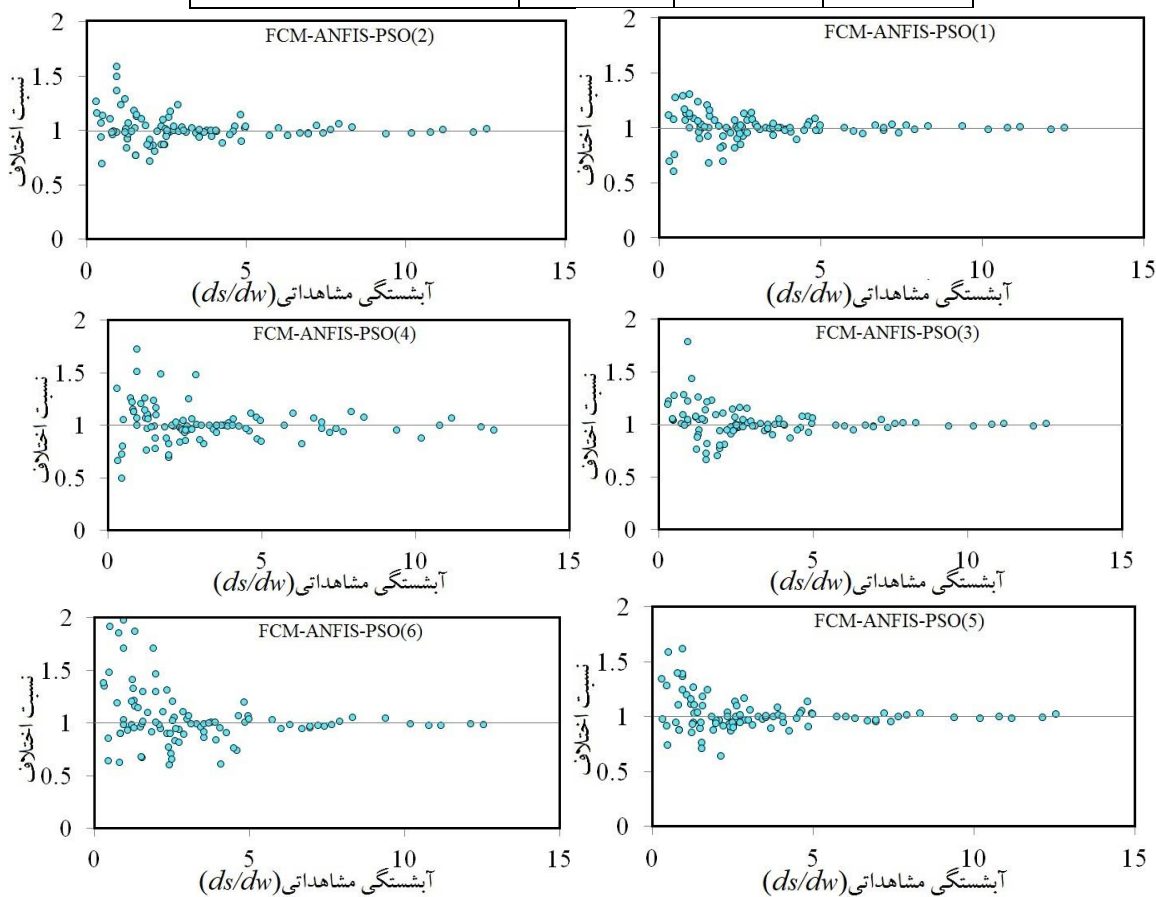 FCM-ANFIS-PSO(1)
نسبت اختلاف
2
1.5
1
0.5
0
0 5 10 15
آبشستگی مشاهداتی(ds/dw)
FCM-ANFIS-PSO(2)
نسبت اختلاف
2
1.5
1
0.5
0
0 5 10 15
آبشستگی مشاهداتی(ds/dw)
FCM-ANFIS-PSO(3)
نسبت اختلاف
2
1.5
1
0.5
0
0 5 10 15
آبشستگی مشاهداتی(ds/dw)
FCM-ANFIS-PSO(4)
نسبت اختلاف
2
1.5
1
0.5
0
0 5 10 15
آبشستگی مشاهداتی(ds/dw)
FCM-ANFIS-PSO(5)
نسبت اختلاف
2
1.5
1
0.5
0
0 5 10 15
آبشستگی مشاهداتی(ds/dw)
FCM-ANFIS-PSO(6)
نسبت اختلاف
2
1.5
1
0.5
0
0 5 10 15
آبشستگی مشاهداتی(ds/dw)